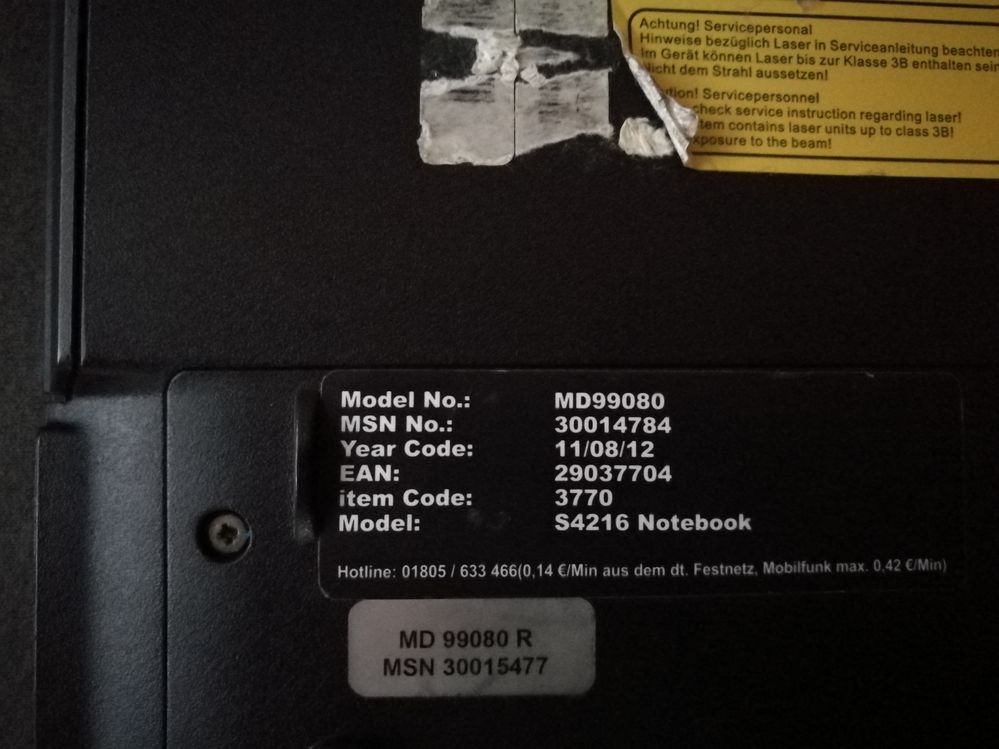 Achtung! Servicepersonal
Hinweise bezüglich Laser in Serviceanleitung beachten
Im Gerät können Laser bis zur Klasse 3B enthalten sein
Nicht dem Strahl aussetzen!
Servicepersonnel
check service instruction regarding laser!
contains laser units up to class 3B!
to the beam!
Model No.: MD99080
MSN No.: 30014784
Year Code: 11/08/12
EAN: 29037704
item Code: 3770
Model: S4216 Notebook
Hotline: 01805 / 633 466(0,14 €/Min aus dem dt. Festnetz, Mobilfunk max. 0,42 €/Min)
MD 99080 R
MSN 30015477